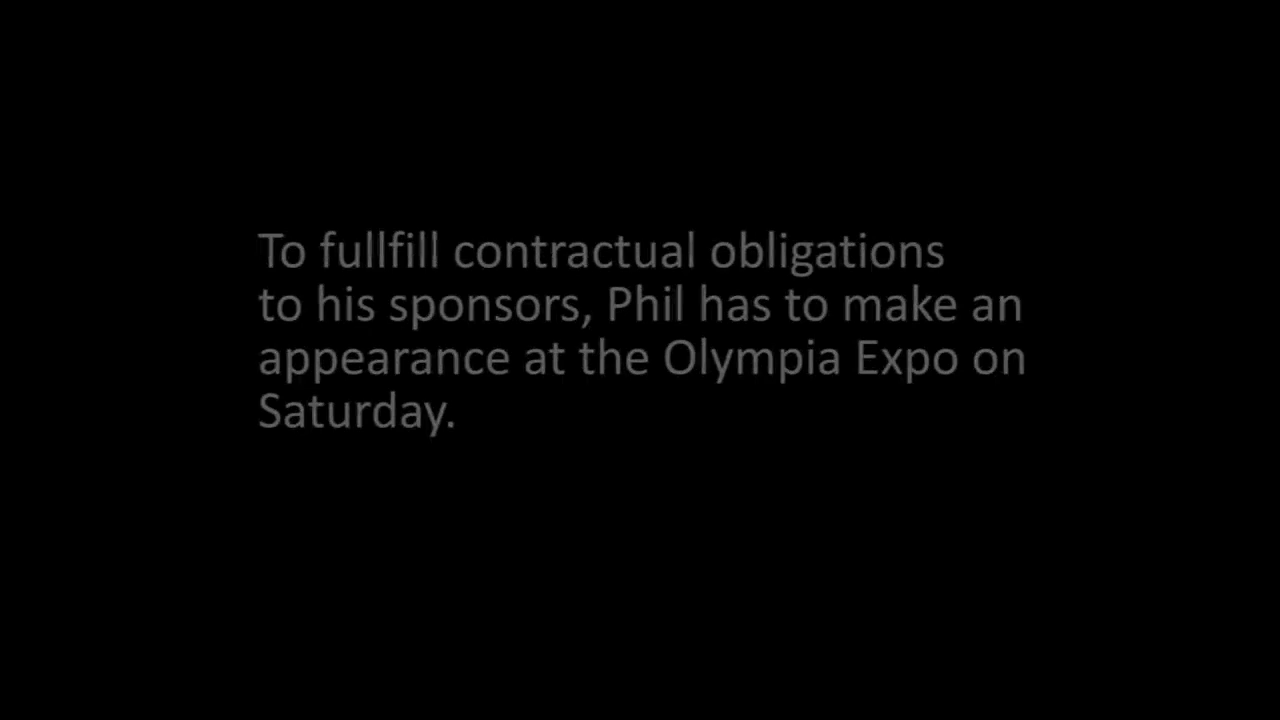 To fullfill contractual obligations
to his sponsors, Phil has to make an
appearance at the Olympia Expo on
Saturday.